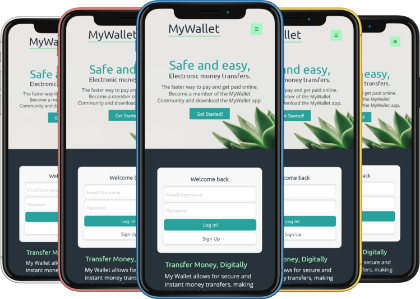 MyWallet
Safe and easy,
Electronic money transfers.
The faster way to pay and get paid online.
Become a member of the MyWallet
Community and download the MyWallet app.
Get Started!
Welcome back
Email/Username
Password
Log In!
Sign Up
Transfer Money, Digitally
My Wallet allows for secure and
instant money transfers, making